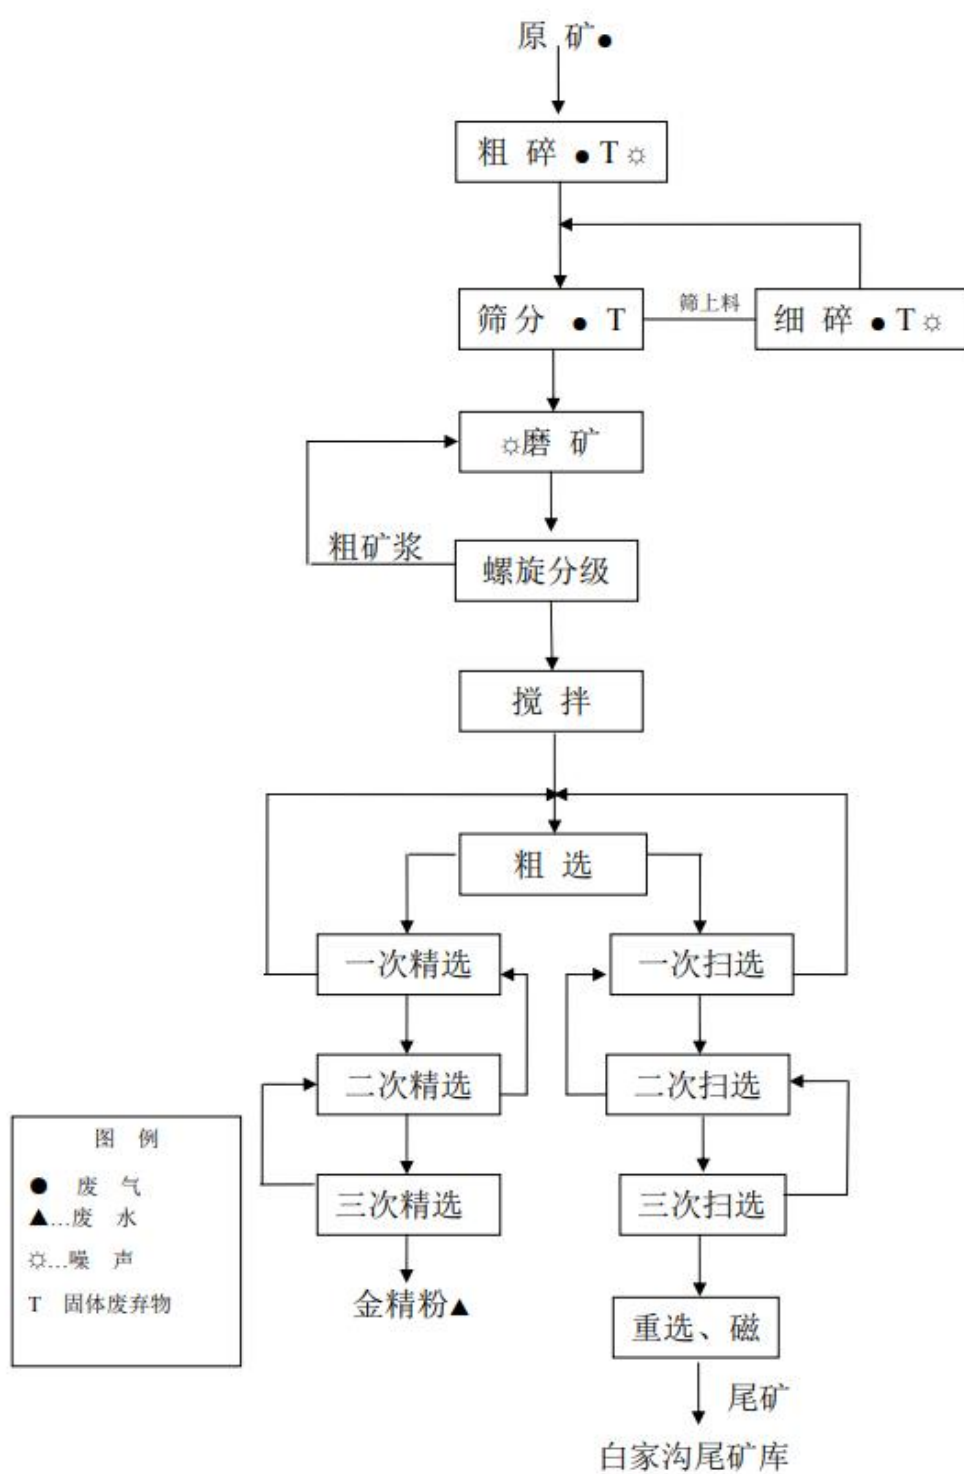 原 矿●
粗 碎 ●T☼
筛分 ● T
筛上料
细 碎●T☼
☼磨 矿
粗矿浆
螺旋分级
搅 拌
粗 选
一次精选
一次扫选
二次精选
二次扫选
三次精选
三次扫选
金精粉▲
重选、磁
尾矿
白家沟尾矿库
图 例
● 废 气
▲…废 水
☼…噪 声
T 固体废弃物